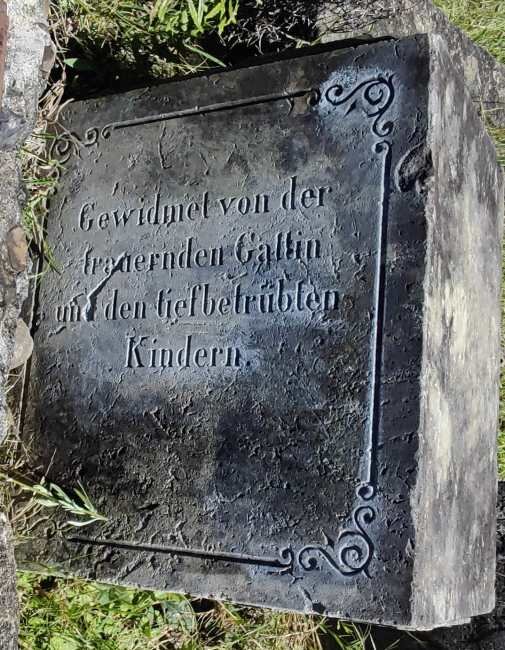 Gewidmet von der
trauernden Gattin
und den tiefbetrübten
Kindern.